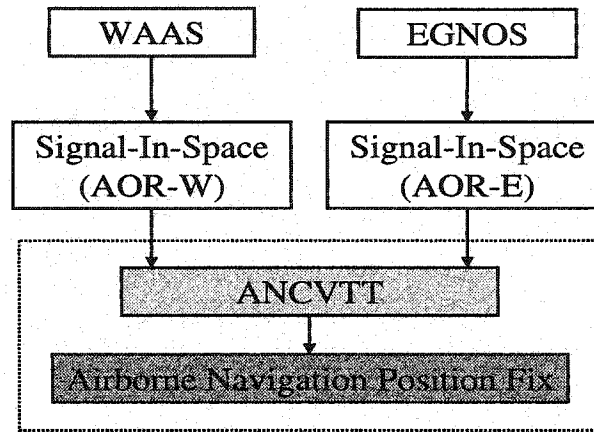 WAAS EGNOS
Signal-In-Space Signal-In-Space
(AOR-W) (AOR-E)
ANCVTT
Airborne Navigation Position Fix